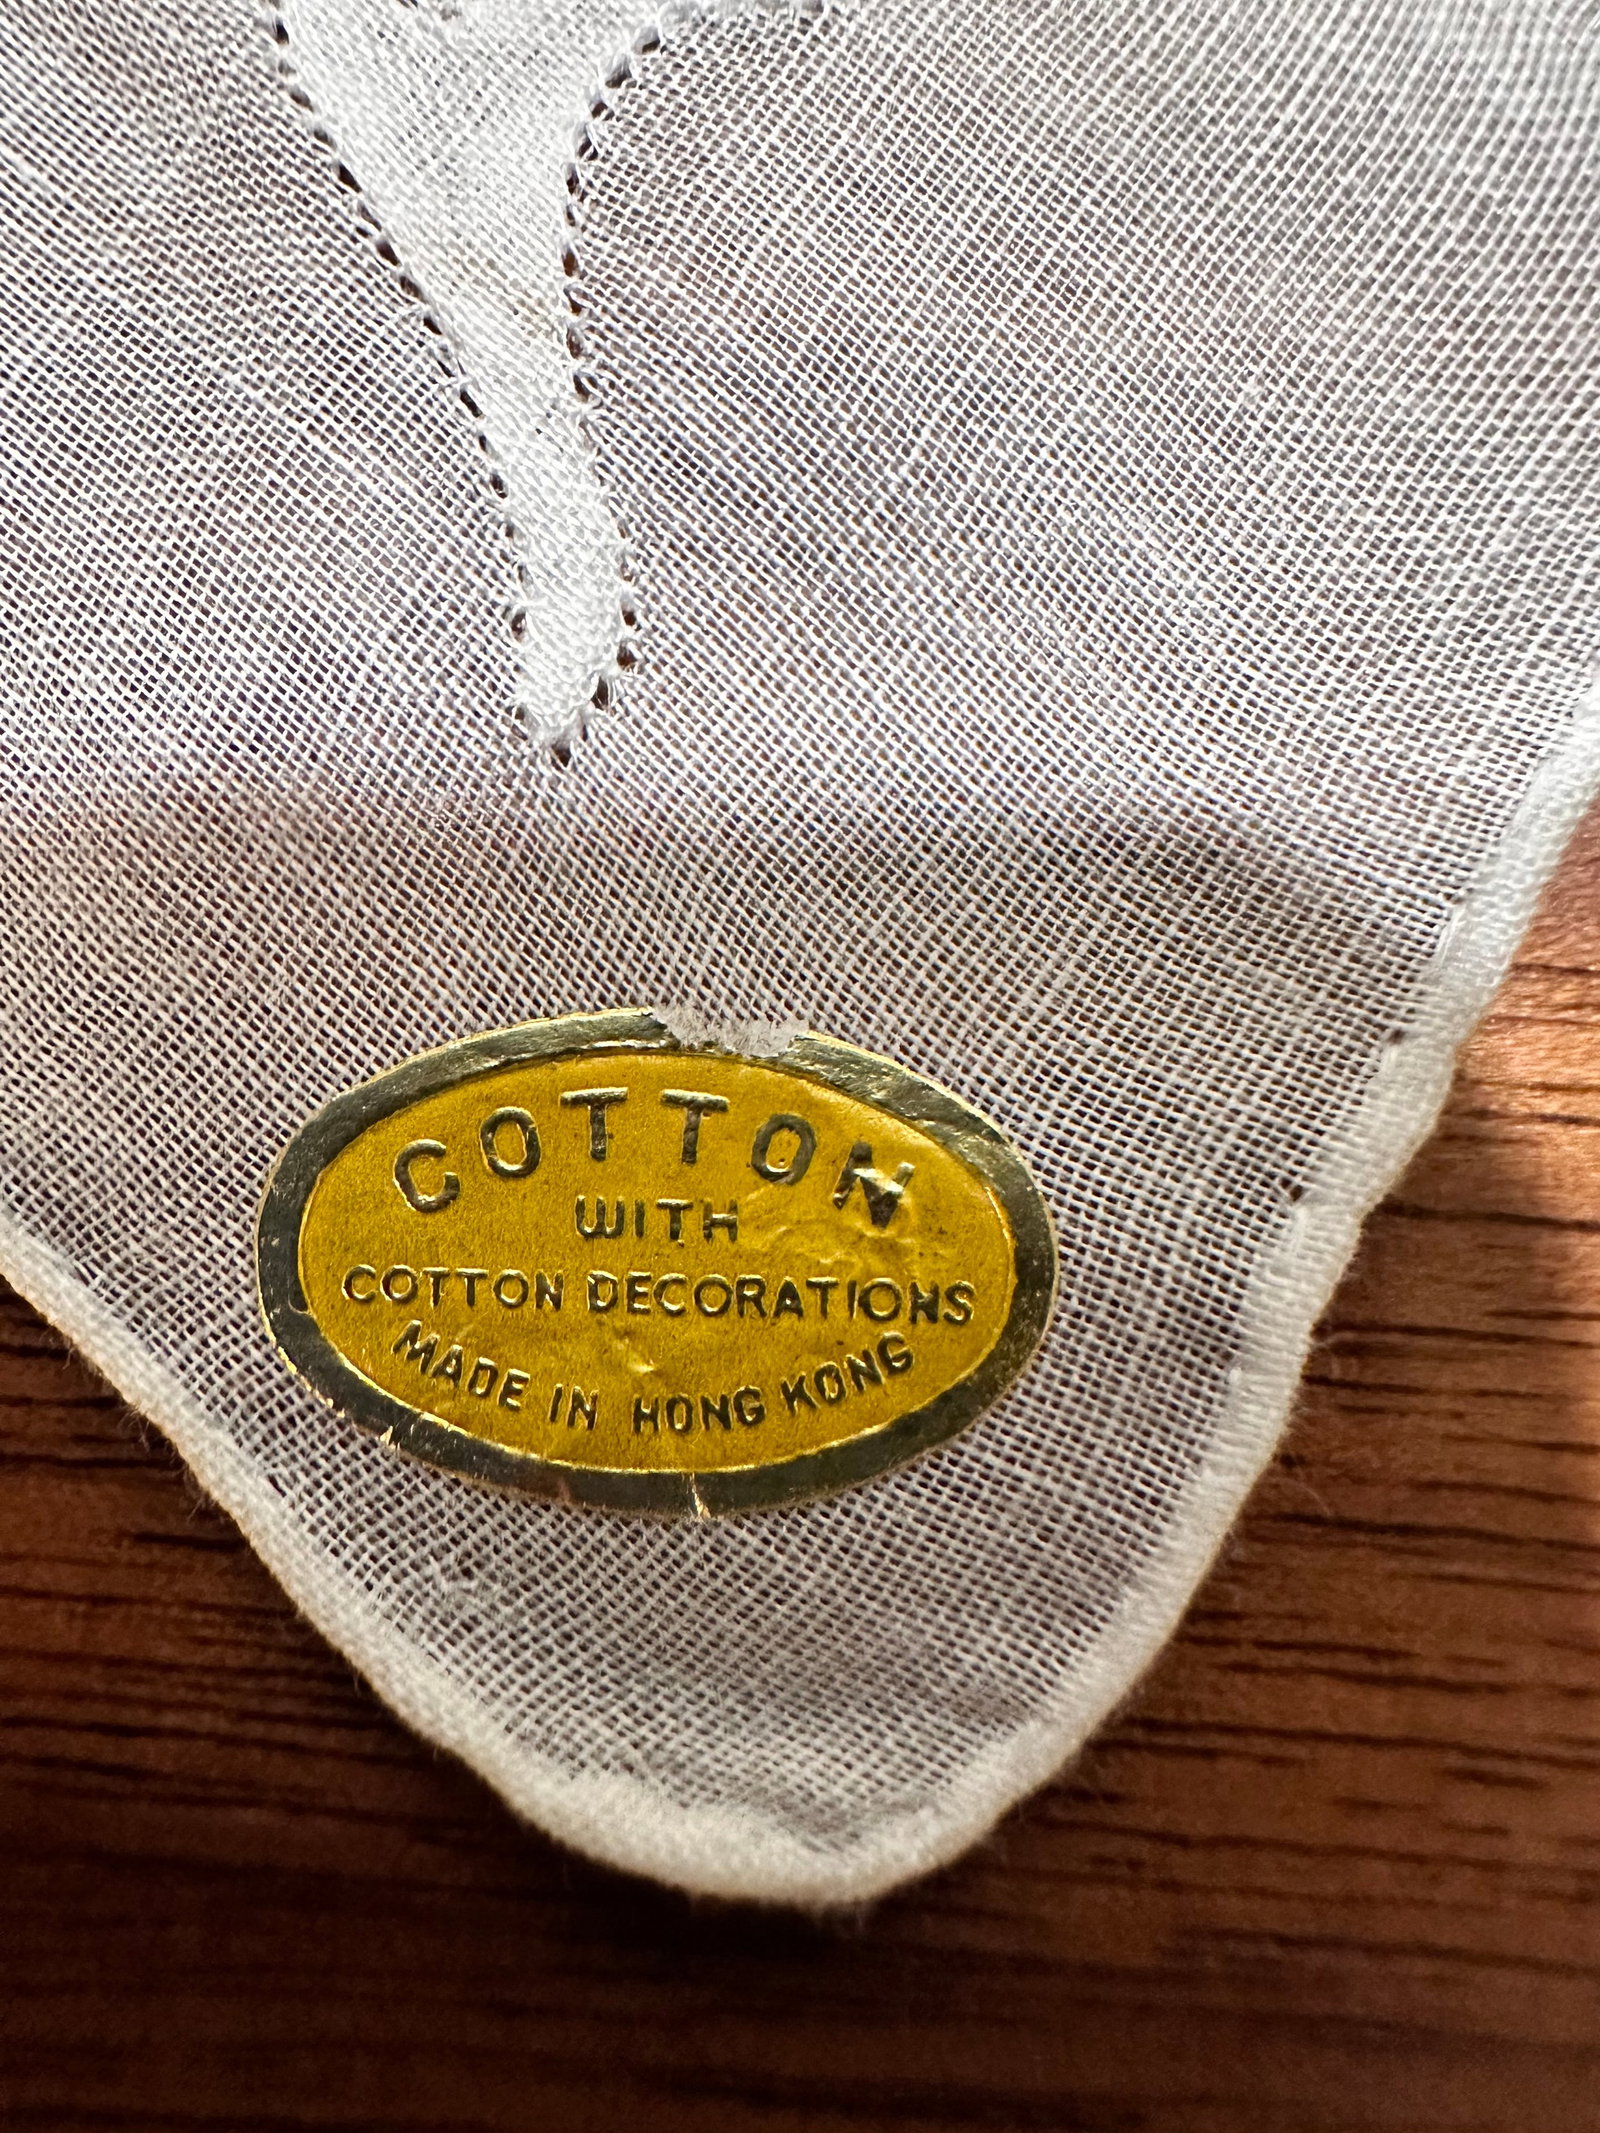 COTTON
WITH
COTTON DECORATIONS
MADE IN HONG KONG